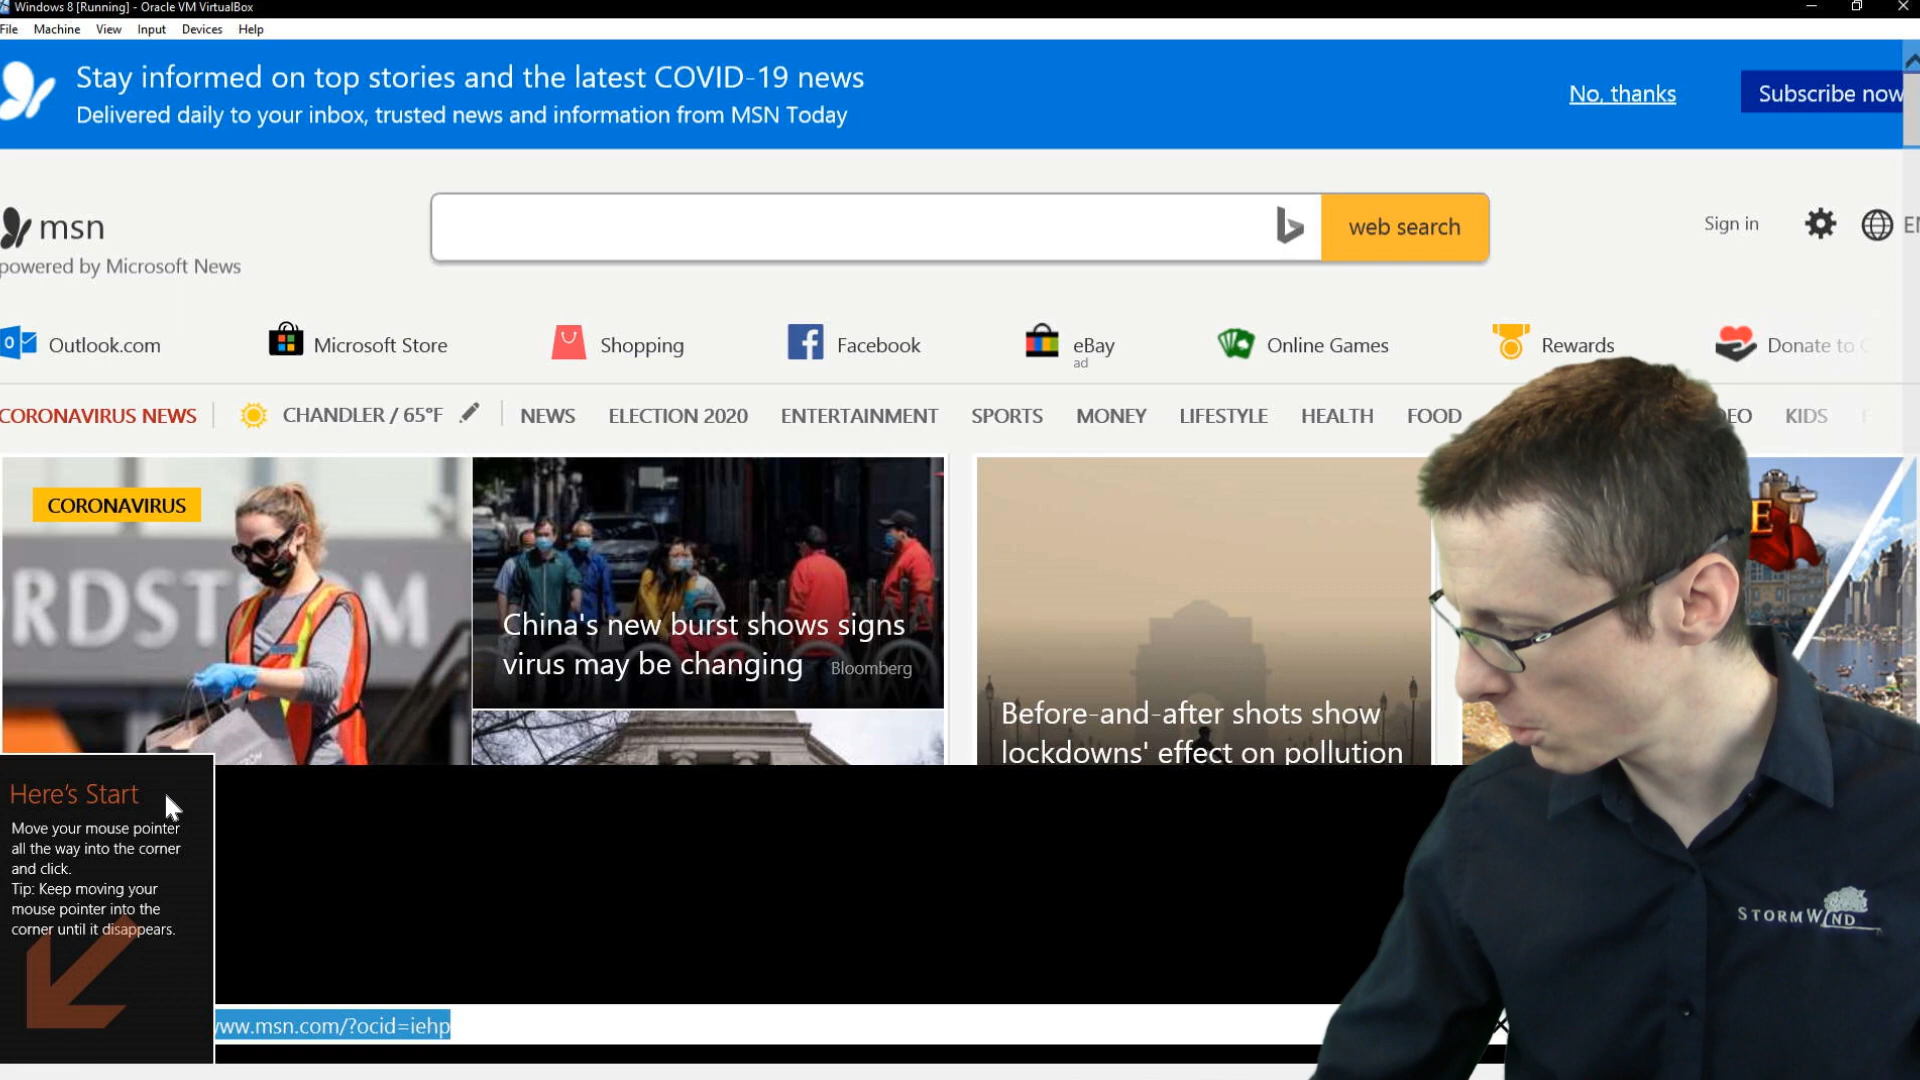 Windows 8 [Running] - Oracle VM VirtualBox
File Machine View Input Devices Help
Stay informed on top stories and the latest COVID-19 news
Delivered daily to your inbox, trusted news and information from MSN Today
No, thanks
Subscribe now
msn
powered by Microsoft News
web search
Sign in
Outlook.com
Microsoft Store
Shopping
Facebook
eBay
ad
Online Games
Rewards
Donate to
CORONAVIRUS NEWS
CHANDLER / 65°F
NEWS
ELECTION 2020
ENTERTAINMENT
SPORTS
MONEY
LIFESTYLE
HEALTH
FOOD
KIDS
CORONAVIRUS
RDSTROM
China's new burst shows signs
virus may be changing Bloomberg
Before-and-after shots show
lockdowns' effect on pollution
Here's Start
Move your mouse pointer
all the way into the corner
and click.
Tip: Keep moving your
mouse pointer into the
corner until it disappears.
www.msn.com/?ocid=iehp
STORMWIND